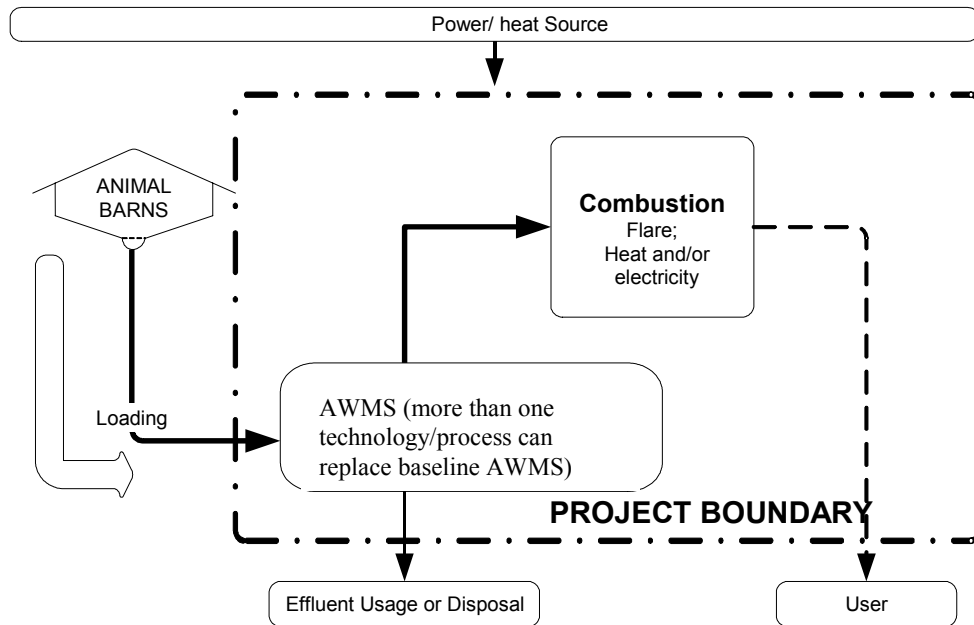 Power/ heat Source
ANIMAL
BARNS
Combustion
Flare;
Heat and/or
electricity
Loading
AWMS (more than one
technology/process can
replace baseline AWMS)
PROJECT BOUNDARY
Effluent Usage or Disposal
User